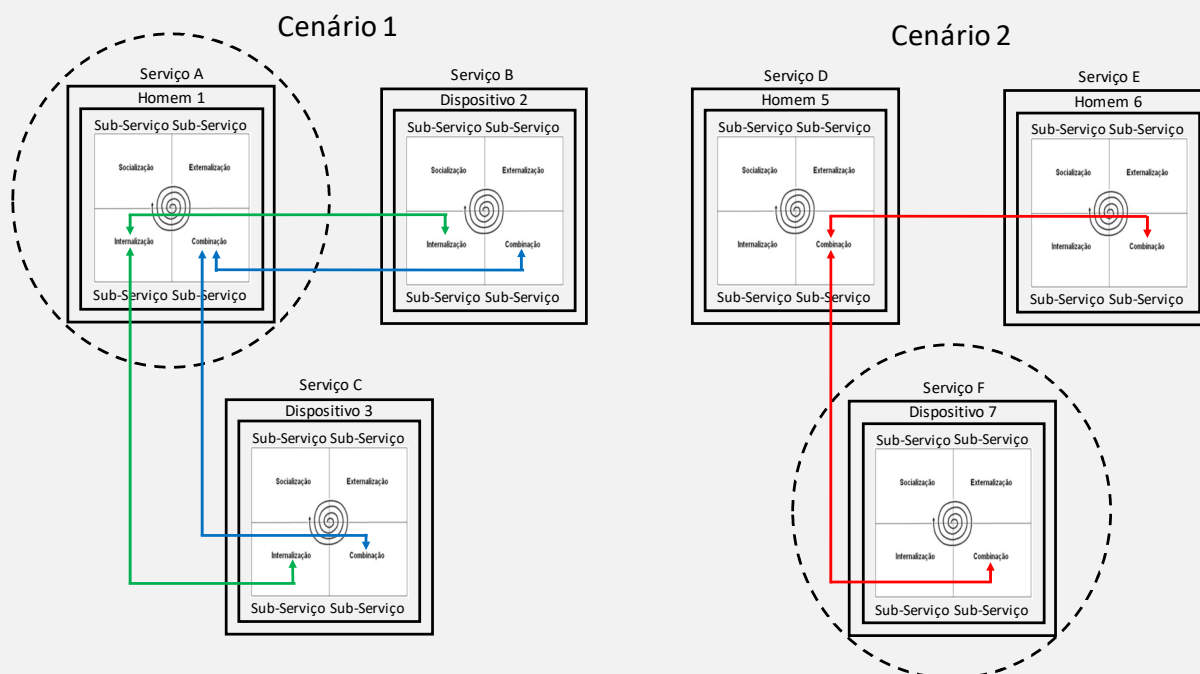 Cenário 1
Serviço A
Homem 1
Sub-Serviço Sub-Serviço
Socialização Externalização
Internalização Combinação
Sub-Serviço Sub-Serviço
Serviço B
Dispositivo 2
Sub-Serviço Sub-Serviço
Socialização Externalização
Internalização Combinação
Sub-Serviço Sub-Serviço
Serviço C
Dispositivo 3
Sub-Serviço Sub-Serviço
Socialização Externalização
Internalização Combinação
Sub-Serviço Sub-Serviço
Cenário 2
Serviço D
Homem 5
Sub-Serviço Sub-Serviço
Socialização Externalização
Internalização Combinação
Sub-Serviço Sub-Serviço
Serviço E
Homem 6
Sub-Serviço Sub-Serviço
Socialização Externalização
Internalização Combinação
Sub-Serviço Sub-Serviço
Serviço F
Dispositivo 7
Sub-Serviço Sub-Serviço
Socialização Externalização
Internalização Combinação
Sub-Serviço Sub-Serviço